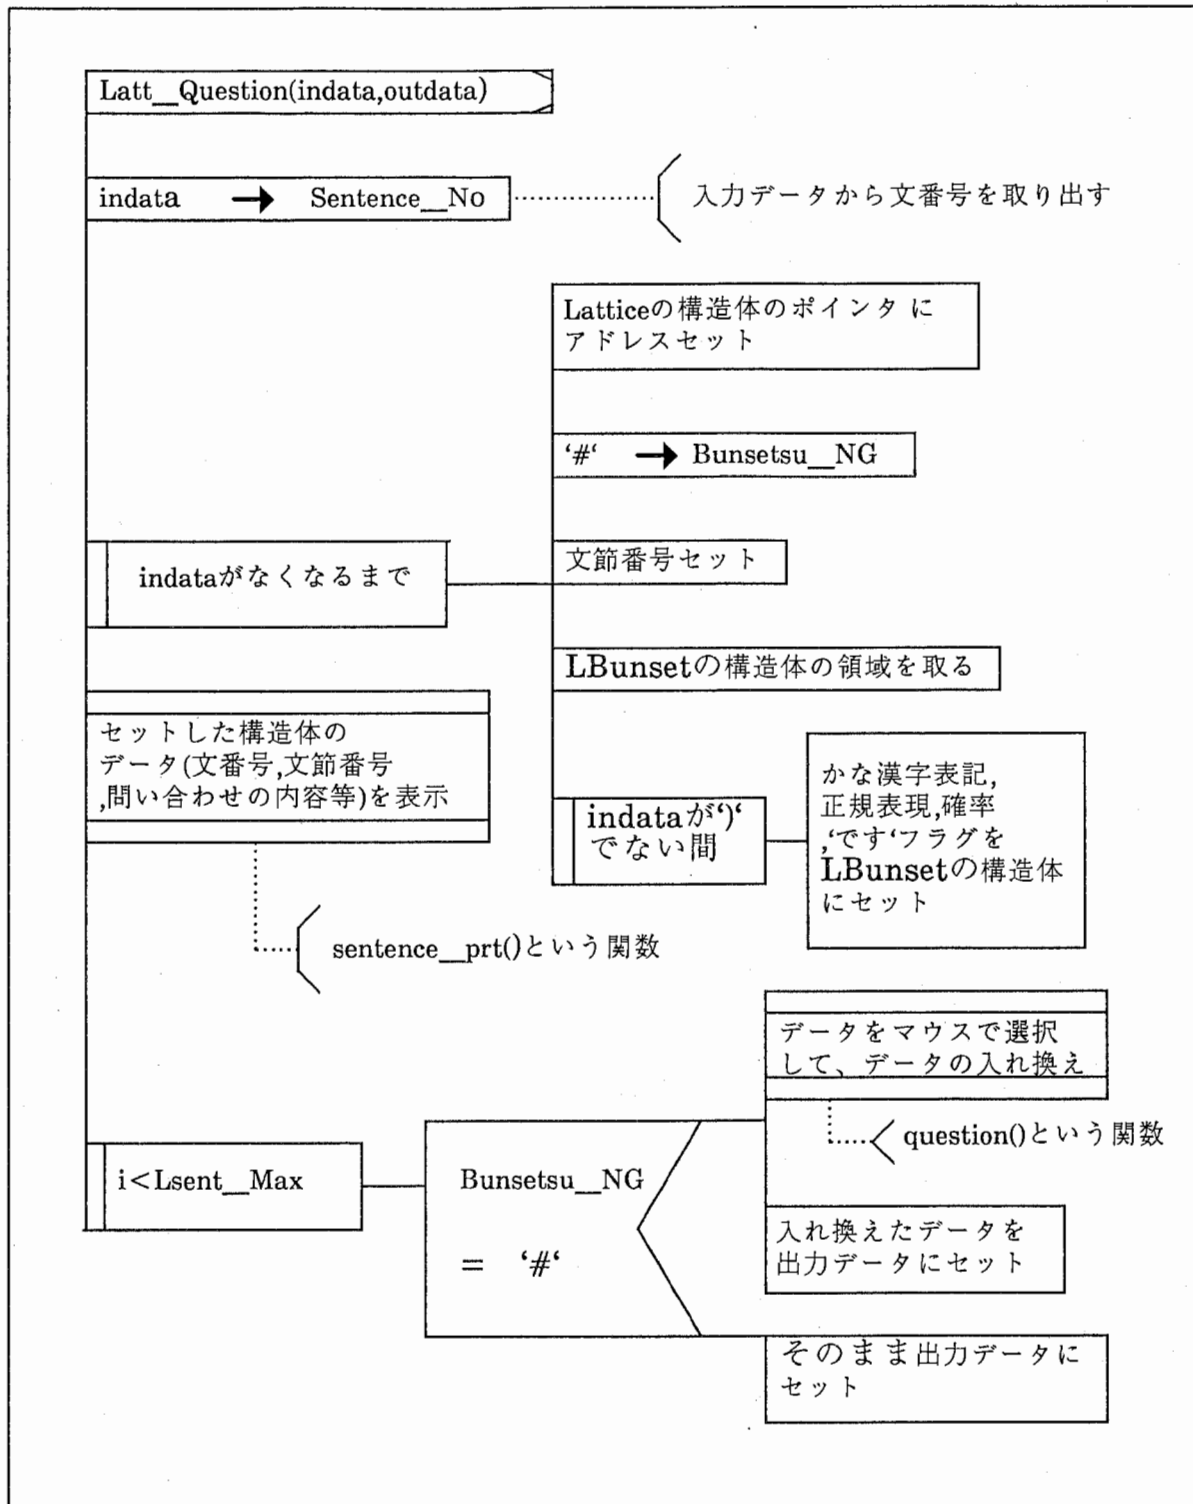 Latt__Question(indata,outdata)
indata → Sentence__No
入力データから文番号を取り出す
Latticeの構造体のポインタ に
アドレスセット
‘#‘ → Bunsetsu__NG
indataがなくなるまで
文節番号セット
LBunsetの構造体の領域を取る
セットした構造体の
データ(文番号,文節番号
,問い合わせの内容等)を表示
indataが‘)‘
でない間
かな漢字表記,
正規表現,確率
,‘です‘フラグを
LBunsetの構造体
にセット
sentence__prt()という関数
データをマウスで選択
して、データの入れ換え
question()という関数
i<Lsent__Max
Bunsetsu__NG
= ‘#‘
入れ換えたデータを
出力データにセット
そのまま出力データに
セット